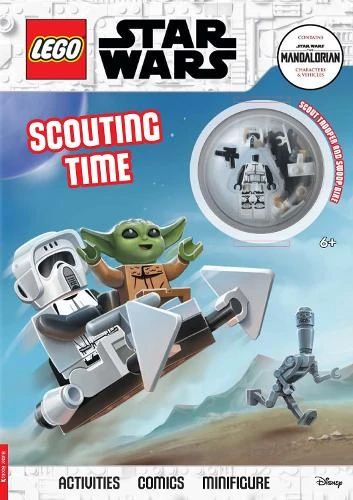 LEGO
STAR
WARS
CONTAINS
STAR WARS
THE
MANDALORIAN
CHARACTERS
& VEHICLES
SCOUTING
TIME
SCOUT TROOPER AND SWOOP BIKE
6+
ACTIVITIES COMICS MINIFIGURE
Disney